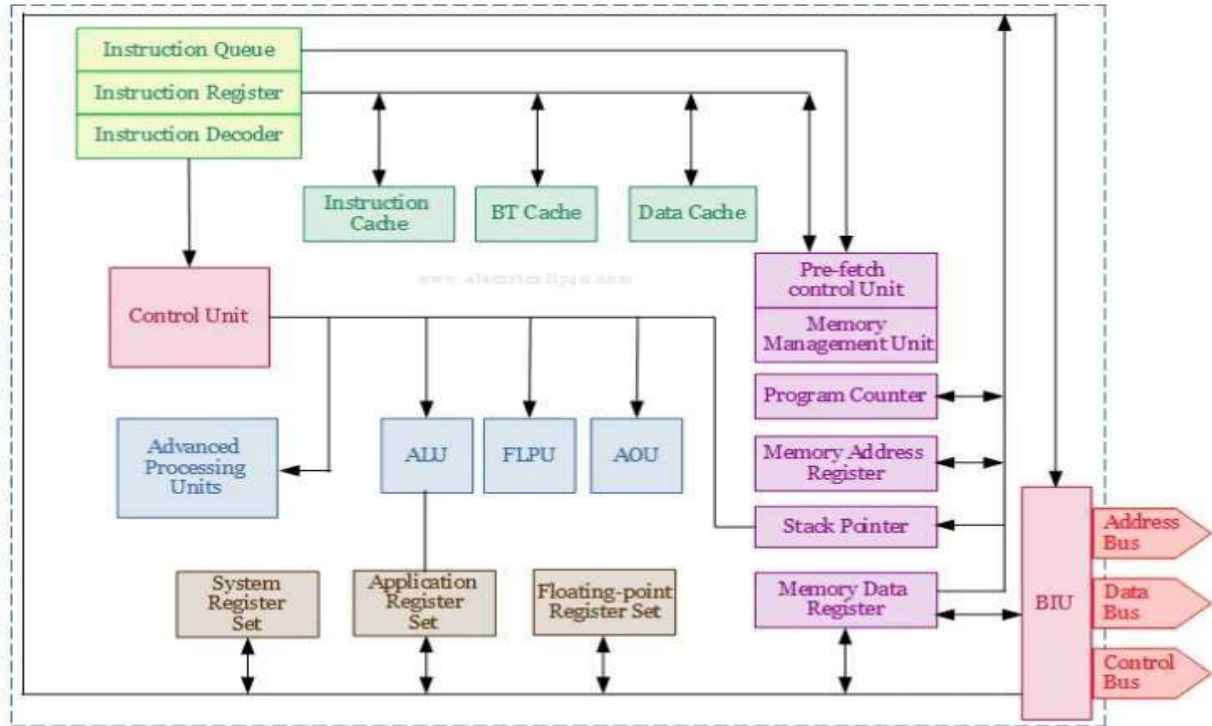 Instruction Queue
Instruction Register
Instruction Decoder
Instruction
Cache
BT Cache
Data Cache
Pre-fetch
control Unit
Memory
Management Unit
Control Unit
Program Counter
Advanced
Processing
Units
ALU
FLPU
AOU
Memory Address
Register
Stack Pointer
System
Register
Set
Application
Register
Set
Floating-point
Register Set
Memory Data
Register
BIU
Address
Bus
Data
Bus
Control
Bus